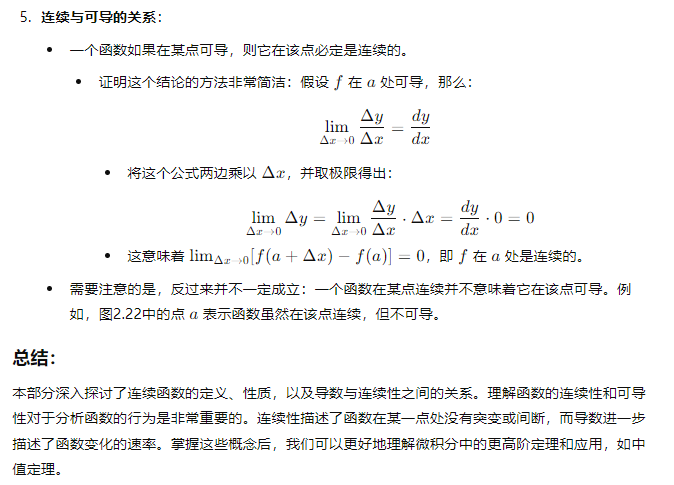 5. 连续与可导的关系：
• 一个函数如果在某点可导，则它在该点必定是连续的。
• 证明这个结论的方法非常简洁：假设 f 在 a 处可导，那么：
lim_{Δx→0} Δy/Δx = dy/dx
• 将这个公式两边乘以 Δx，并取极限得出：
lim_{Δx→0} Δy = lim_{Δx→0} Δy/Δx · Δx = dy/dx · 0 = 0
• 这意味着 lim_{Δx→0}[f(a + Δx) − f(a)] = 0，即 f 在 a 处是连续的。
• 需要注意的是，反过来并不一定成立：一个函数在某点连续并不意味着它在该点可导。例
如，图2.22中的点 a 表示函数虽然在该点连续，但不可导。
总结：
本部分深入探讨了连续函数的定义、性质，以及导数与连续性之间的关系。理解函数的连续性和可导
性对于分析函数的行为是非常重要的。连续性描述了函数在某一点处没有突变或间断，而导数进一步
描述了函数变化的速率。掌握这些概念后，我们可以更好地理解微积分中的更高阶定理和应用，如中
值定理。